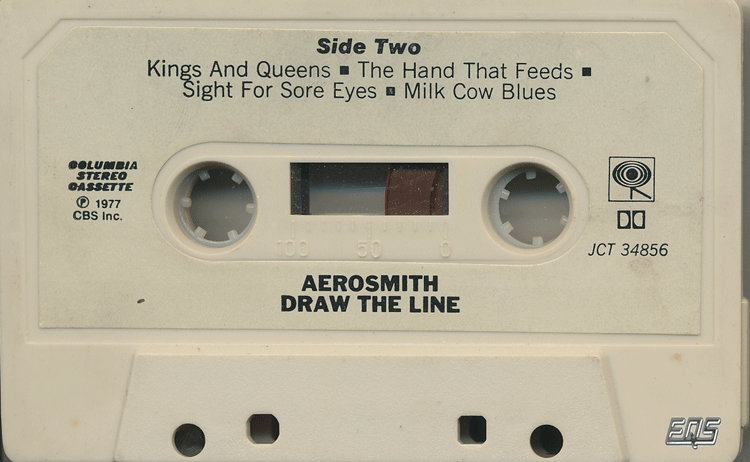 Side Two
Kings And Queens ■ The Hand That Feeds ■
Sight For Sore Eyes ■ Milk Cow Blues
COLUMBIA
STEREO
CASSETTE
℗ 1977
CBS Inc.
100 50 0
JCT 34856
AEROSMITH
DRAW THE LINE
EQS